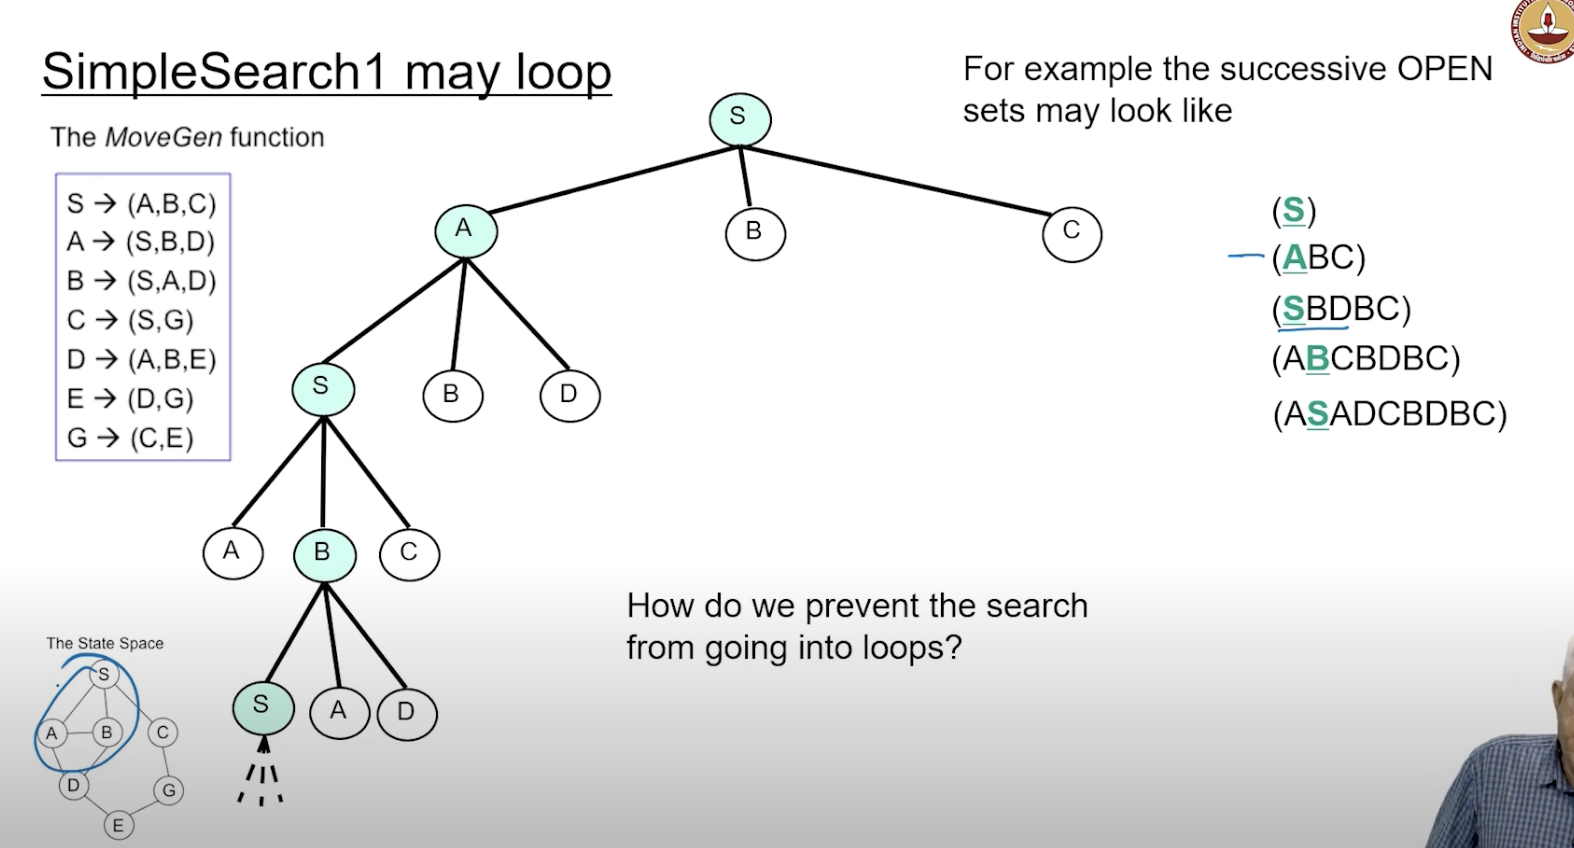 SimpleSearch1 may loop
For example the successive OPEN
sets may look like
The MoveGen function
S → (A,B,C)
A → (S,B,D)
B → (S,A,D)
C → (S,G)
D → (A,B,E)
E → (D,G)
G → (C,E)
S
A
B
C
S
B
D
A
B
C
S
A
D
(S)
(ABC)
(SBDBC)
(ABCBDBC)
(ASADCBDBC)
How do we prevent the search
from going into loops?
The State Space
S
A
B
C
D
G
E